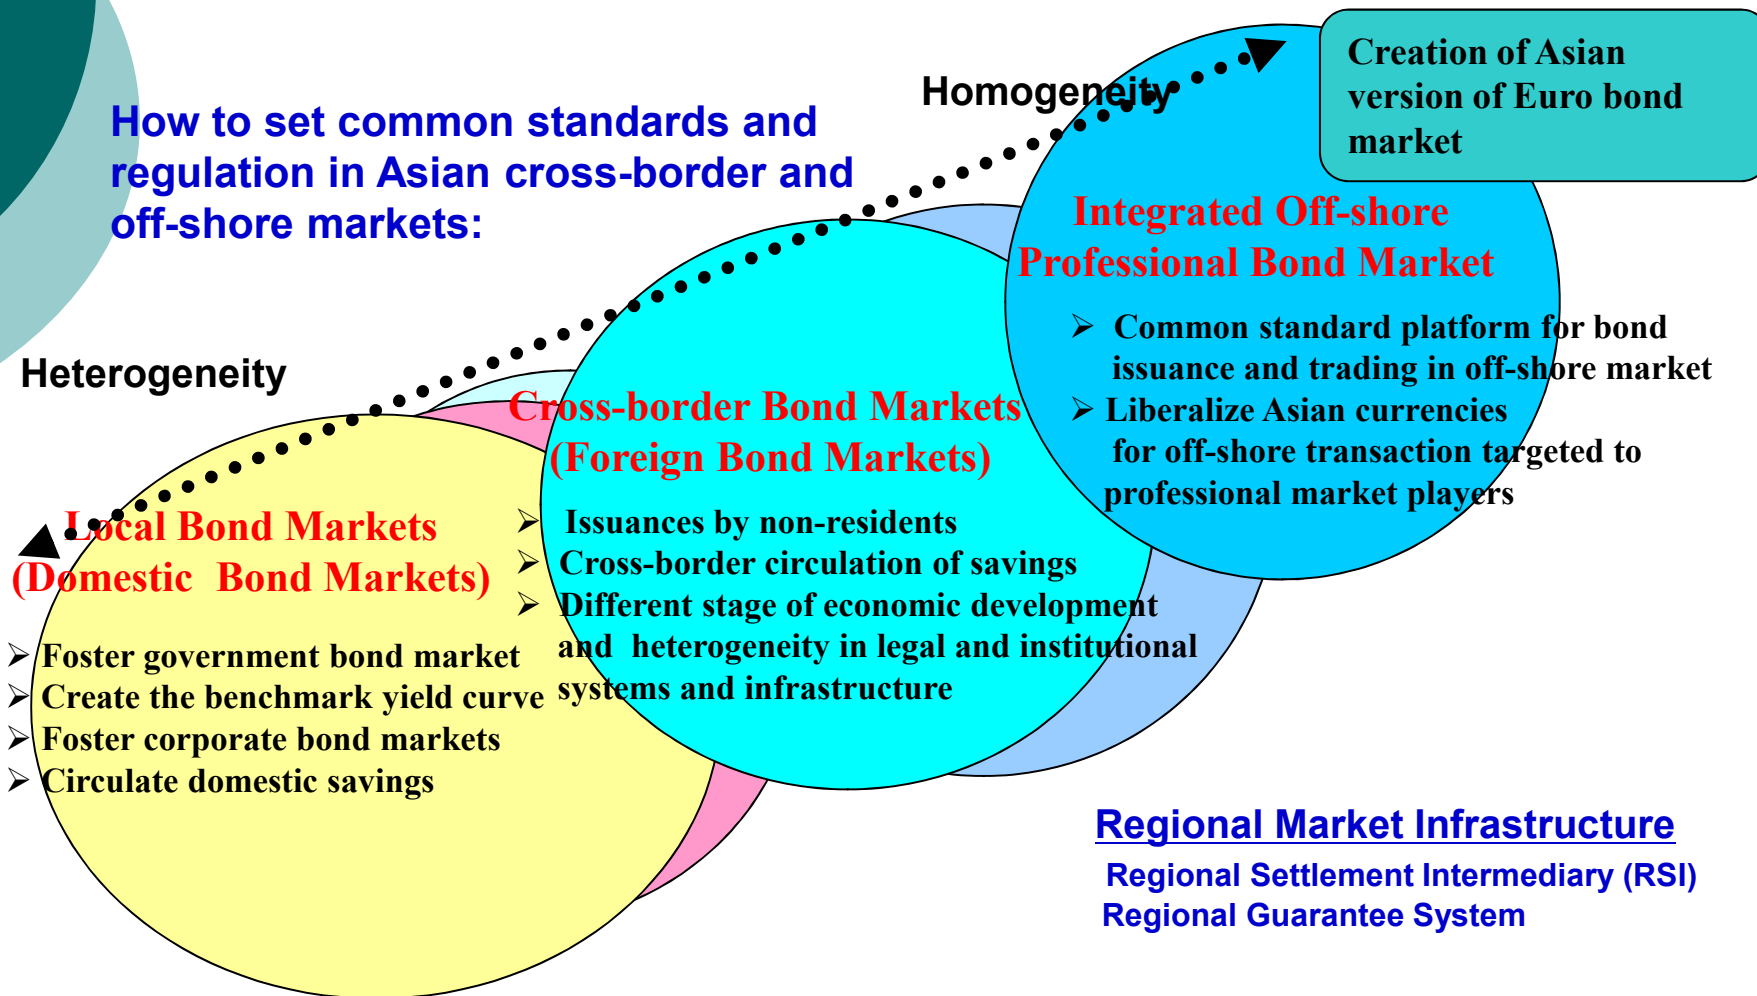 How to set common standards and
regulation in Asian cross-border and
off-shore markets:
Homogeneity
Creation of Asian
version of Euro bond
market
Heterogeneity
Integrated Off-shore
Professional Bond Market
➢ Common standard platform for bond
issuance and trading in off-shore market
➢ Liberalize Asian currencies
for off-shore transaction targeted to
professional market players
Cross-border Bond Markets
(Foreign Bond Markets)
➢ Issuances by non-residents
➢ Cross-border circulation of savings
➢ Different stage of economic development
and heterogeneity in legal and institutional
systems and infrastructure
Local Bond Markets
(Domestic Bond Markets)
➢ Foster government bond market
➢ Create the benchmark yield curve
➢ Foster corporate bond markets
➢ Circulate domestic savings
Regional Market Infrastructure
Regional Settlement Intermediary (RSI)
Regional Guarantee System